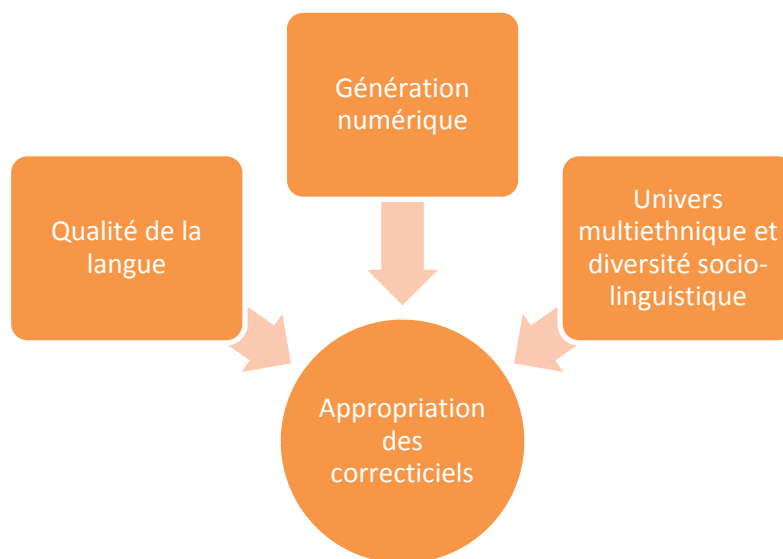 Génération
numérique
Qualité de la
langue
Univers
multiethnique et
diversité socio-
linguistique
Appropriation
des
correcticiels